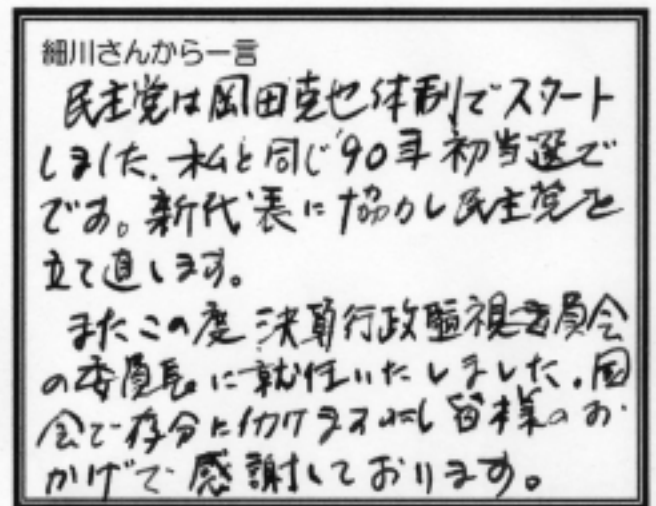 細川さんから一言
民主党は岡田克也体制でスタート
しました。私と同じ'90年初当選で
です。新代表に協力し民主党を
立て直します。
またこの度決算行政監視委員会
の委員長に就任いたしました。国
会で存分に働けますのも皆様のお
かげで感謝しております。